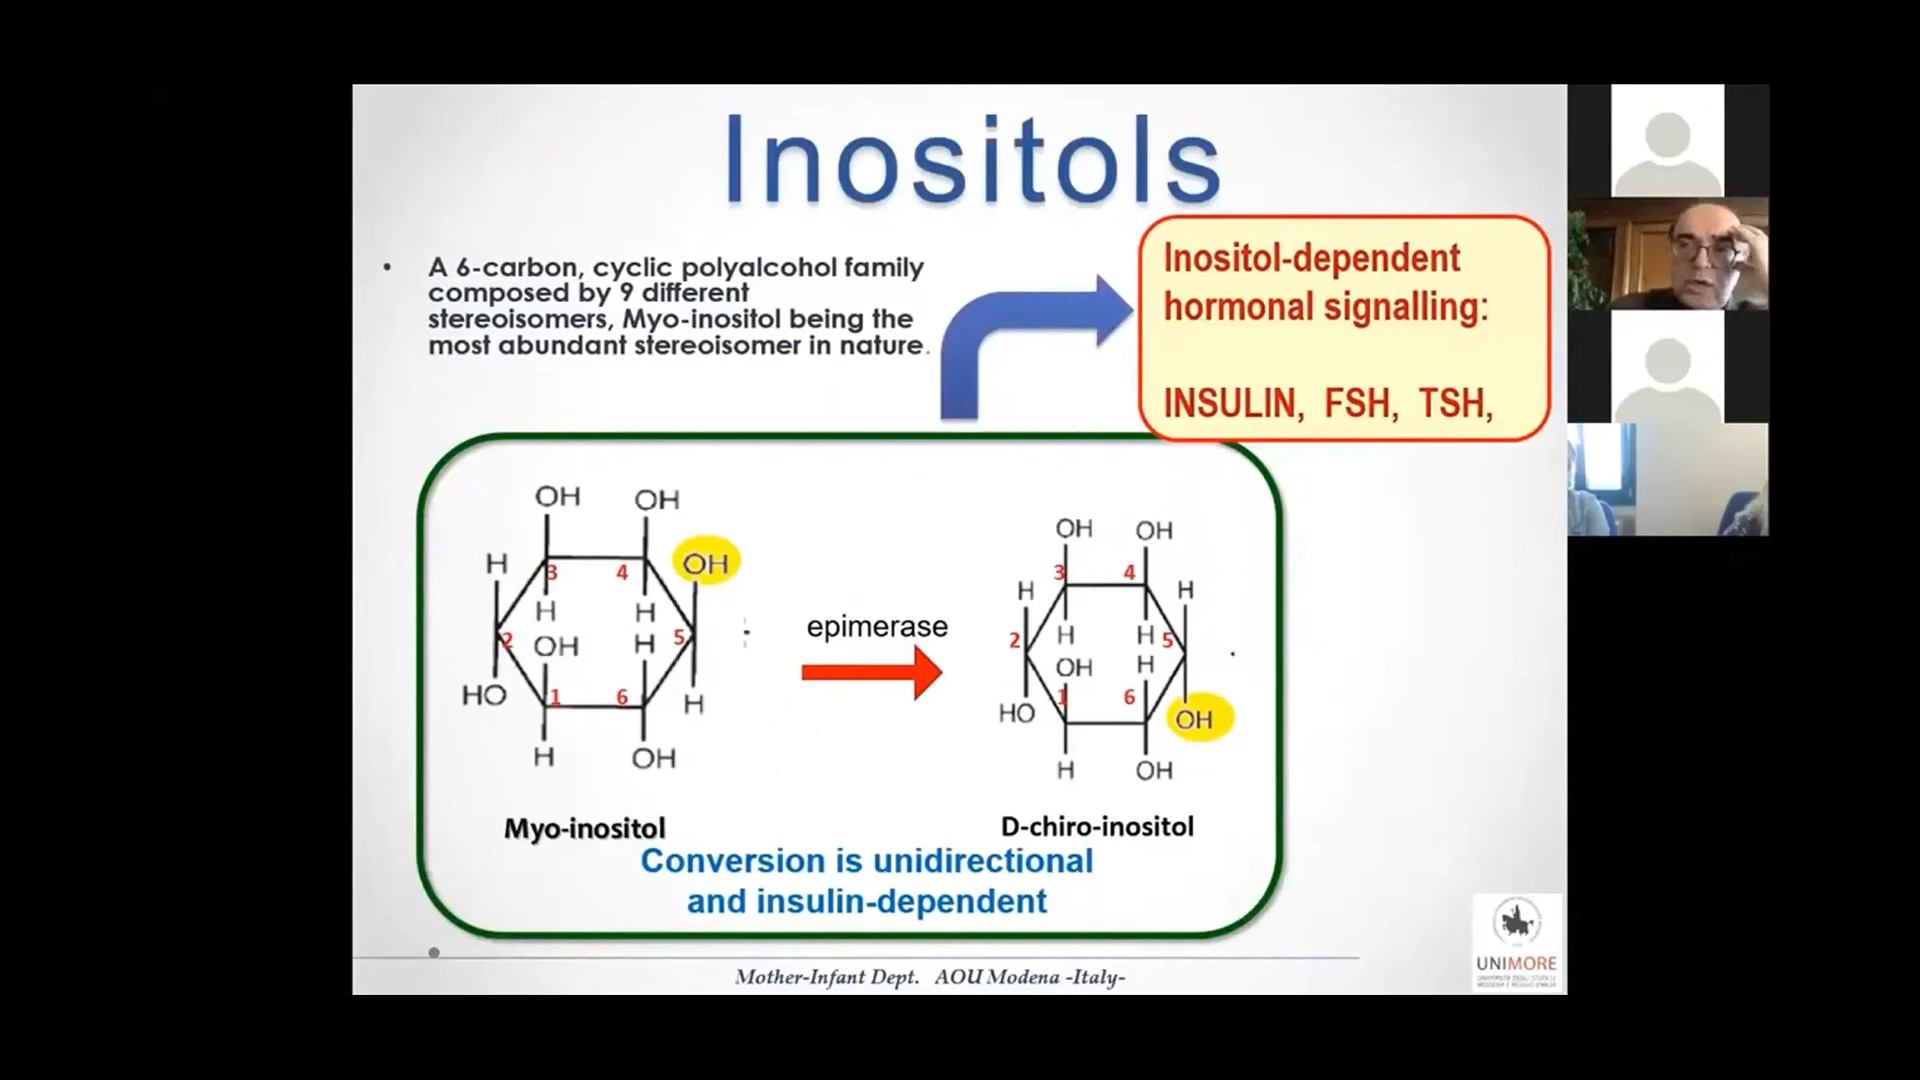 Inositols
• A 6-carbon, cyclic polyalcohol family
composed by 9 different
stereoisomers, Myo-inositol being the
most abundant stereoisomer in nature.
Inositol-dependent
hormonal signalling:
INSULIN, FSH, TSH,
OH OH
H 3 4 OH
H H
2 OH H 5
HO 1 6 H
H OH
Myo-inositol
epimerase
OH OH
3 4
H H
2 H H 5
OH H
HO 1 6 OH
H OH
D-chiro-inositol
Conversion is unidirectional
and insulin-dependent
Mother-Infant Dept. AOU Modena -Italy-
UNIMORE
UNIVERSITÀ DEGLI STUDI DI
MODENA E REGGIO EMILIA